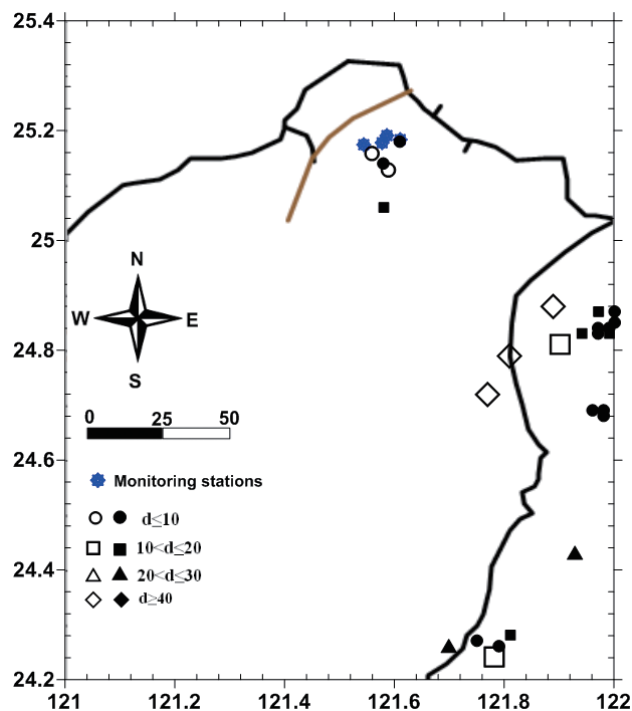 25.4
25.2
25
24.8
24.6
24.4
24.2
N
W E
S
0 25 50
Monitoring stations
d≤10
10<d≤20
20<d≤30
d≥40
121 121.2 121.4 121.6 121.8 122